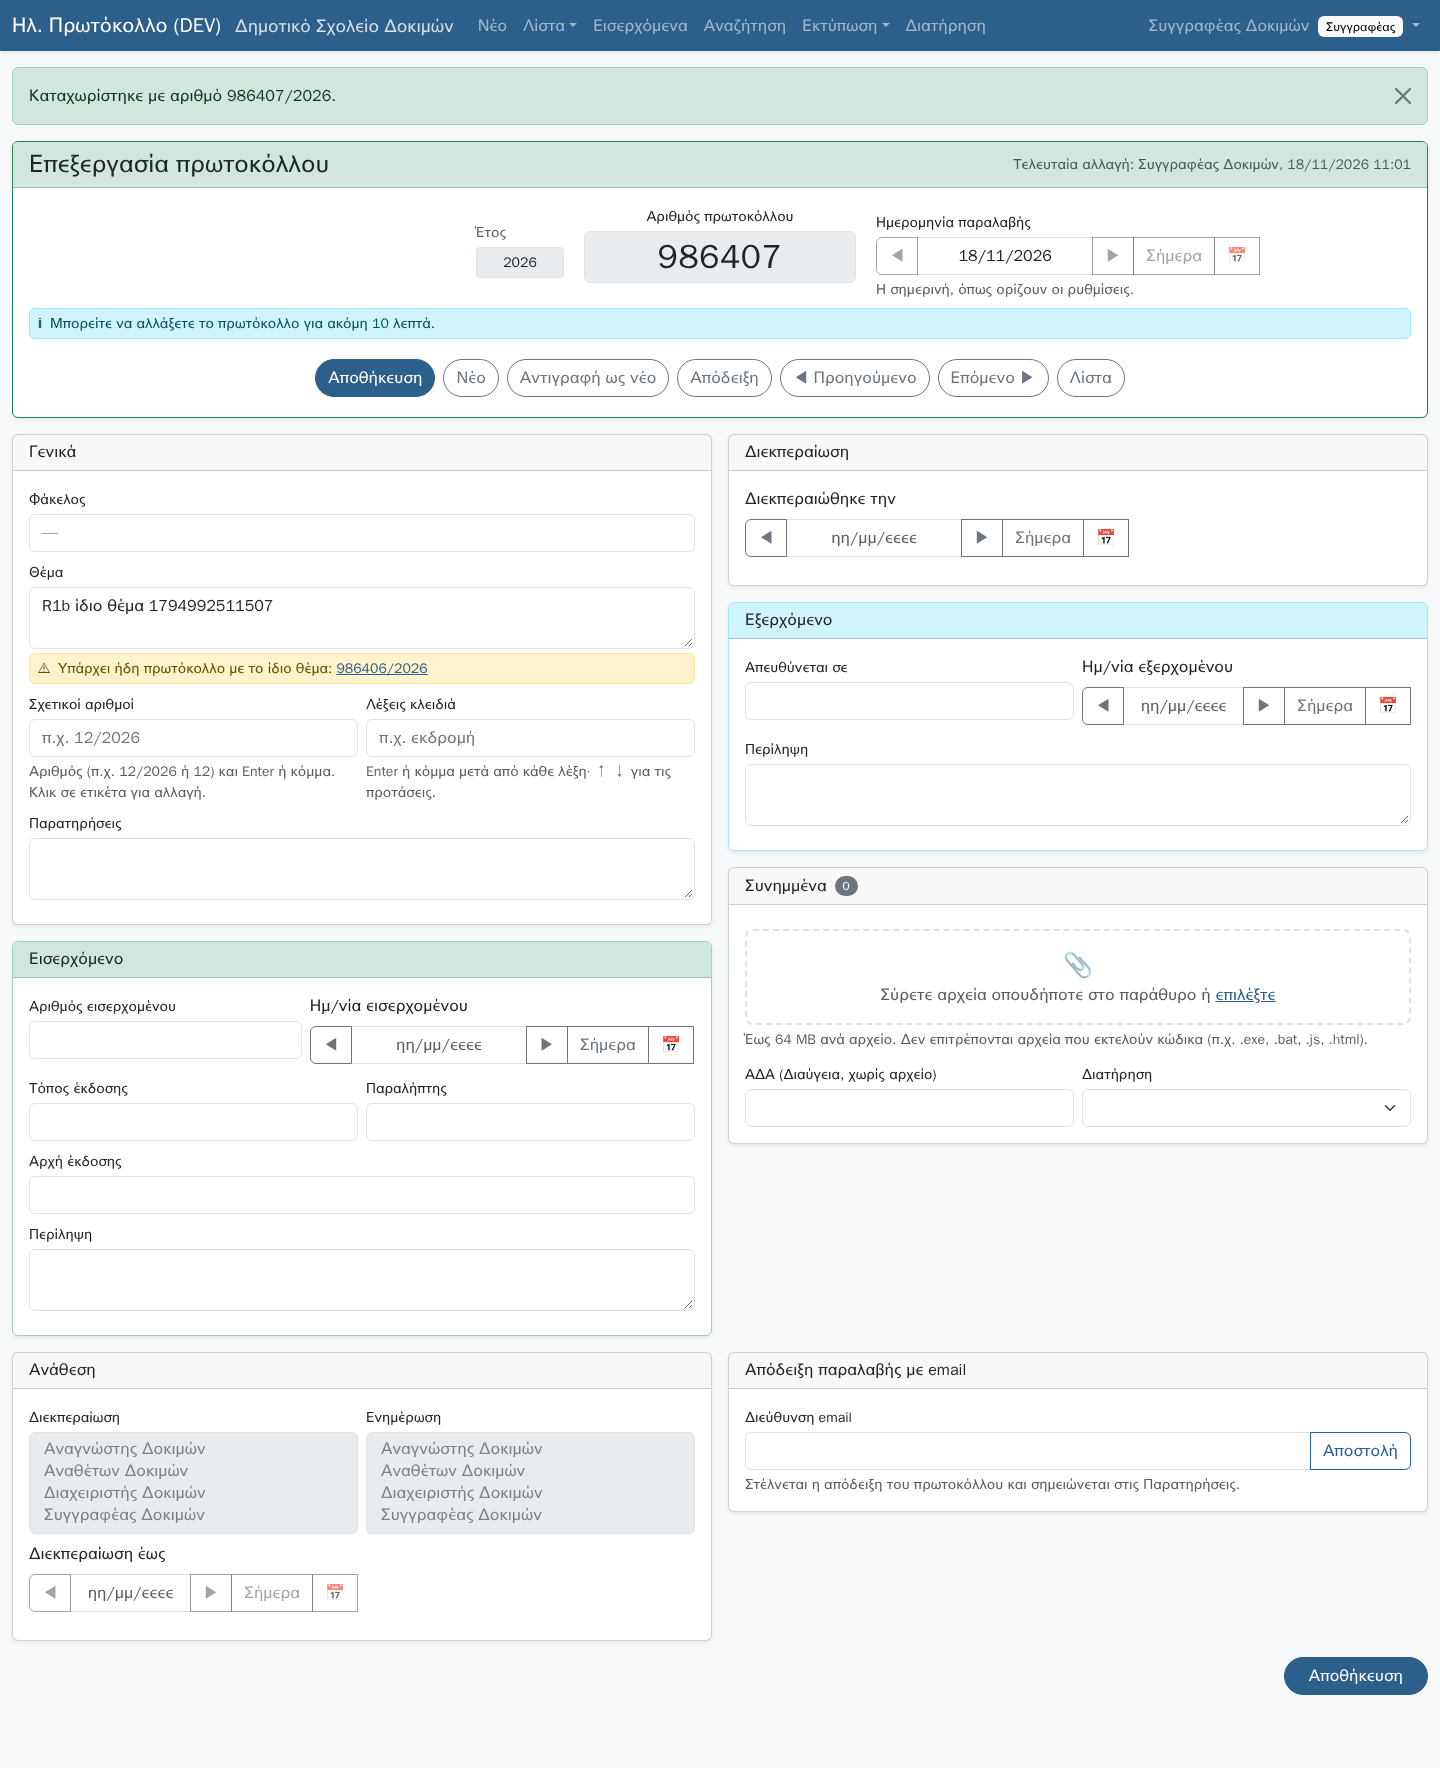 Ηλ. Πρωτόκολλο (DEV) Δημοτικό Σχολείο Δοκιμών Νέο Λίστα Εισερχόμενα Αναζήτηση Εκτύπωση Διατήρηση Συγγραφέας Δοκιμών Συγγραφέας
Καταχωρίστηκε με αριθμό 986407/2026.
Επεξεργασία πρωτοκόλλου
Τελευταία αλλαγή: Συγγραφέας Δοκιμών, 18/11/2026 11:01
Έτος
2026
Αριθμός πρωτοκόλλου
986407
Ημερομηνία παραλαβής
◀ 18/11/2026 ▶ Σήμερα 📅
Η σημερινή, όπως ορίζουν οι ρυθμίσεις.
ℹ Μπορείτε να αλλάξετε το πρωτόκολλο για ακόμη 10 λεπτά.
Αποθήκευση Νέο Αντιγραφή ως νέο Απόδειξη ◀ Προηγούμενο Επόμενο ▶ Λίστα
Γενικά
Φάκελος
—
Θέμα
R1b ίδιο θέμα 1794992511507
⚠ Υπάρχει ήδη πρωτόκολλο με το ίδιο θέμα: 986406/2026
Σχετικοί αριθμοί
π.χ. 12/2026
Αριθμός (π.χ. 12/2026 ή 12) και Enter ή κόμμα.
Κλικ σε ετικέτα για αλλαγή.
Λέξεις κλειδιά
π.χ. εκδρομή
Enter ή κόμμα μετά από κάθε λέξη· ↑ ↓ για τις
προτάσεις.
Παρατηρήσεις
Διεκπεραίωση
Διεκπεραιώθηκε την
◀ ηη/μμ/εεεε ▶ Σήμερα 📅
Εξερχόμενο
Απευθύνεται σε
Ημ/νία εξερχομένου
◀ ηη/μμ/εεεε ▶ Σήμερα 📅
Περίληψη
Συνημμένα 0
📎
Σύρετε αρχεία οπουδήποτε στο παράθυρο ή επιλέξτε
Έως 64 MB ανά αρχείο. Δεν επιτρέπονται αρχεία που εκτελούν κώδικα (π.χ. .exe, .bat, .js, .html).
ΑΔΑ (Διαύγεια, χωρίς αρχείο)
Διατήρηση
Εισερχόμενο
Αριθμός εισερχομένου
Ημ/νία εισερχομένου
◀ ηη/μμ/εεεε ▶ Σήμερα 📅
Τόπος έκδοσης
Παραλήπτης
Αρχή έκδοσης
Περίληψη
Ανάθεση
Διεκπεραίωση
Αναγνώστης Δοκιμών
Αναθέτων Δοκιμών
Διαχειριστής Δοκιμών
Συγγραφέας Δοκιμών
Ενημέρωση
Αναγνώστης Δοκιμών
Αναθέτων Δοκιμών
Διαχειριστής Δοκιμών
Συγγραφέας Δοκιμών
Διεκπεραίωση έως
◀ ηη/μμ/εεεε ▶ Σήμερα 📅
Απόδειξη παραλαβής με email
Διεύθυνση email
Αποστολή
Στέλνεται η απόδειξη του πρωτοκόλλου και σημειώνεται στις Παρατηρήσεις.
Αποθήκευση